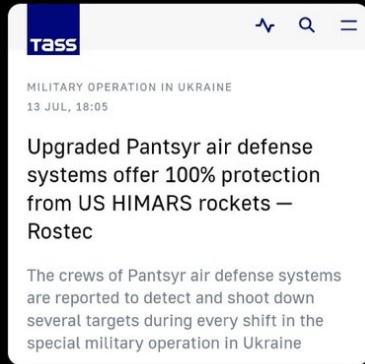 TASS
MILITARY OPERATION IN UKRAINE
13 JUL, 18:05
Upgraded Pantsyr air defense
systems offer 100% protection
from US HIMARS rockets —
Rostec
The crews of Pantsyr air defense systems
are reported to detect and shoot down
several targets during every shift in the
special military operation in Ukraine